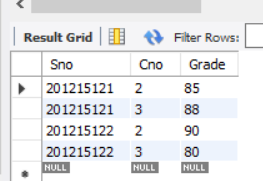 Result Grid Filter Rows:
Sno Cno Grade
201215121 2 85
201215121 3 88
201215122 2 90
201215122 3 80
NULL NULL NULL